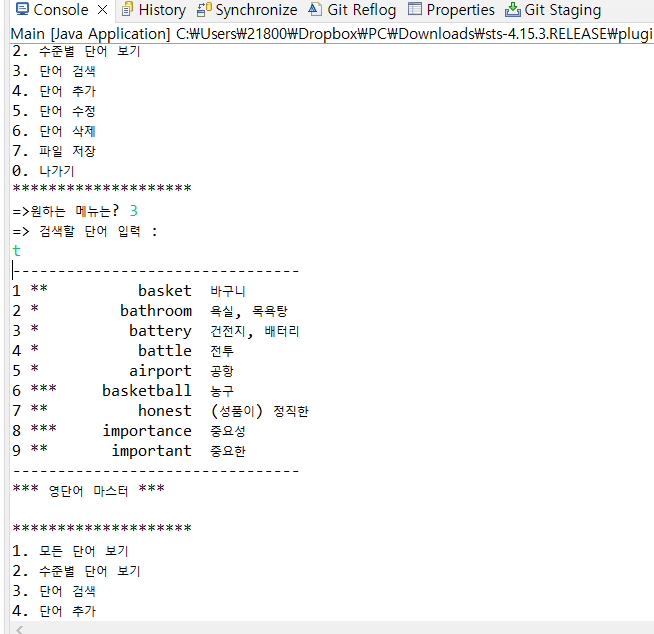 Console History Synchronize Git Reflog Properties Git Staging
Main [Java Application] C:₩Users₩21800₩Dropbox₩PC₩Downloads₩sts-4.15.3.RELEASE₩plugi
2. 수준별 단어 보기
3. 단어 검색
4. 단어 추가
5. 단어 수정
6. 단어 삭제
7. 파일 저장
0. 나가기
********************
=>원하는 메뉴는? 3
=> 검색할 단어 입력 :
t
--------------------------------
1 ** basket 바구니
2 * bathroom 욕실, 목욕탕
3 * battery 건전지, 배터리
4 * battle 전투
5 * airport 공항
6 *** basketball 농구
7 ** honest (성품이) 정직한
8 *** importance 중요성
9 ** important 중요한
--------------------------------
*** 영단어 마스터 ***
********************
1. 모든 단어 보기
2. 수준별 단어 보기
3. 단어 검색
4. 단어 추가